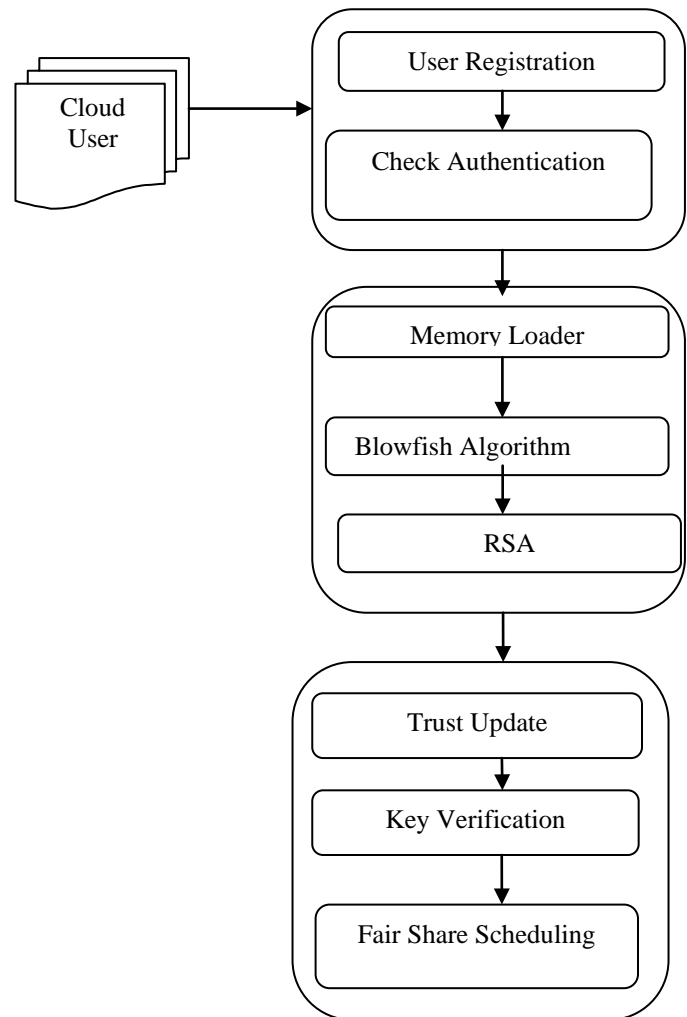 Cloud
User
User Registration
Check Authentication
Memory Loader
Blowfish Algorithm
RSA
Trust Update
Key Verification
Fair Share Scheduling